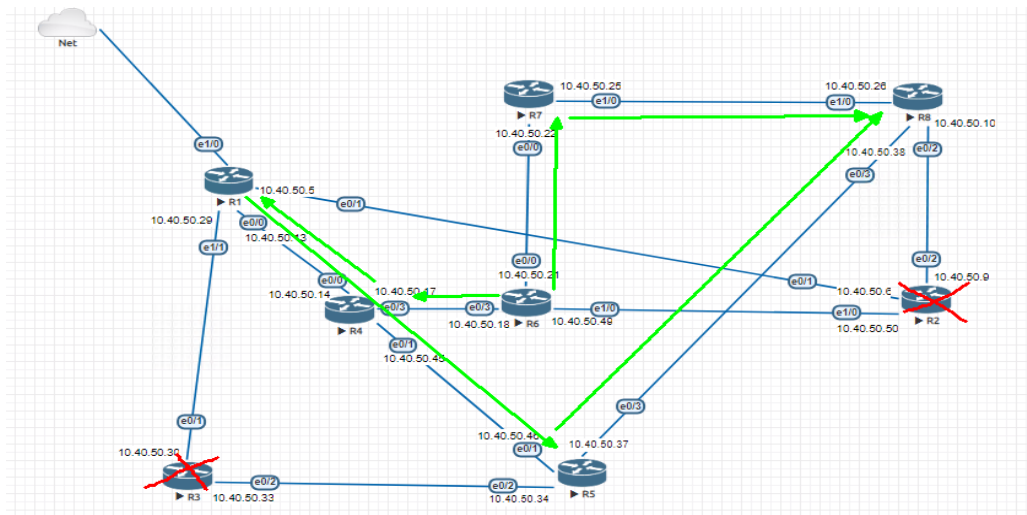 Net
10.40.50.25
10.40.50.26
e1/0
e1/0
R7
R8
10.40.50.22
10.40.50.10
e0/0
e0/2
e1/0
10.40.50.38
e0/3
10.40.50.5
R1
e0/1
10.40.50.29
e0/0
10.40.50.13
e1/1
e0/0
e0/2
10.40.50.21
10.40.50.9
e0/0
e0/1
10.40.50.14
10.40.50.17
10.40.50.6
e0/3
e0/3
e1/0
e1/0
R4
10.40.50.18
R6
10.40.50.49
10.40.50.50
R2
e0/1
10.40.50.45
e0/3
e0/1
10.40.50.46
10.40.50.37
10.40.50.30
e0/1
e0/2
e0/2
R3
10.40.50.33
10.40.50.34
R5